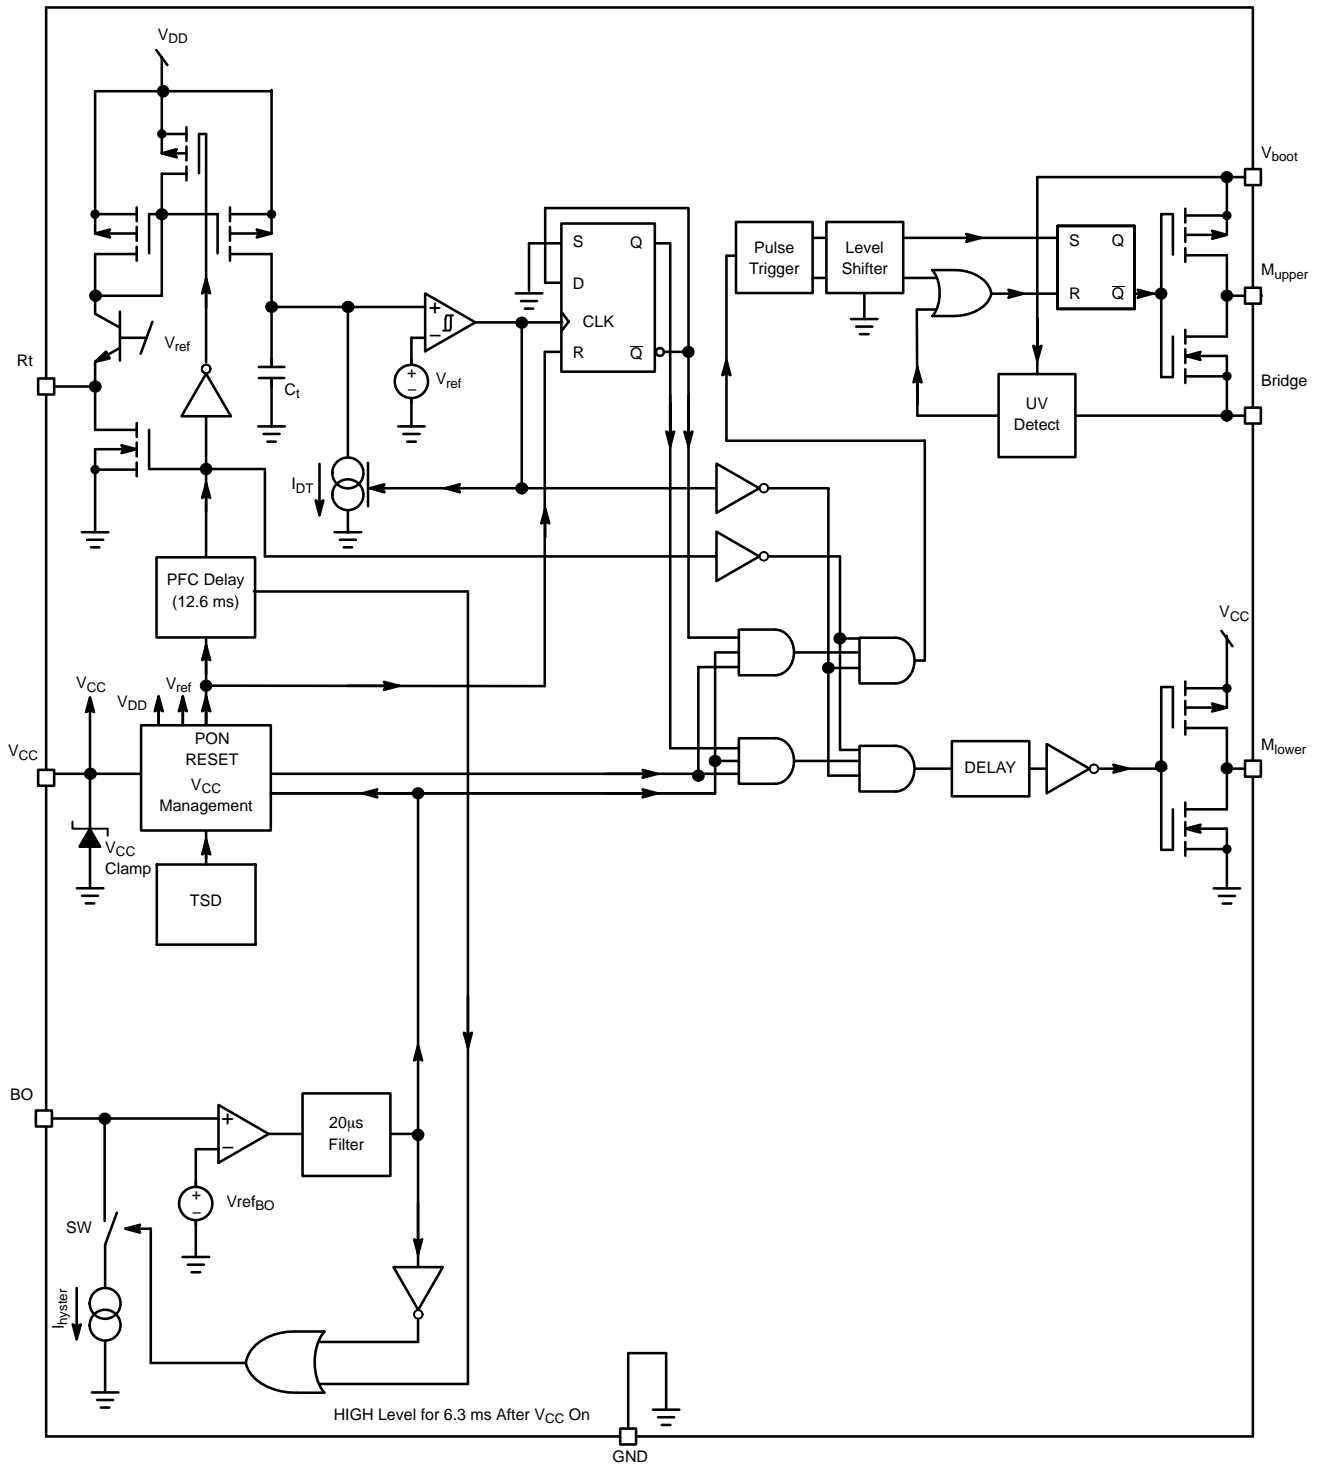 VDD
Vboot
S Q
D
CLK
R Q̅
Pulse
Trigger
Level
Shifter
S Q
R Q̅
Mupper
Vref
Rt
Ct
+
−
+
−
Vref
Bridge
UV
Detect
IDT
PFC Delay
(12.6 ms)
VCC
VCC
VDD
Vref
VCC
PON
RESET
VCC
Management
DELAY
Mlower
VCC
Clamp
TSD
BO
+
−
20μs
Filter
+
−
VrefBO
SW
Ihyster
HIGH Level for 6.3 ms After VCC On
GND